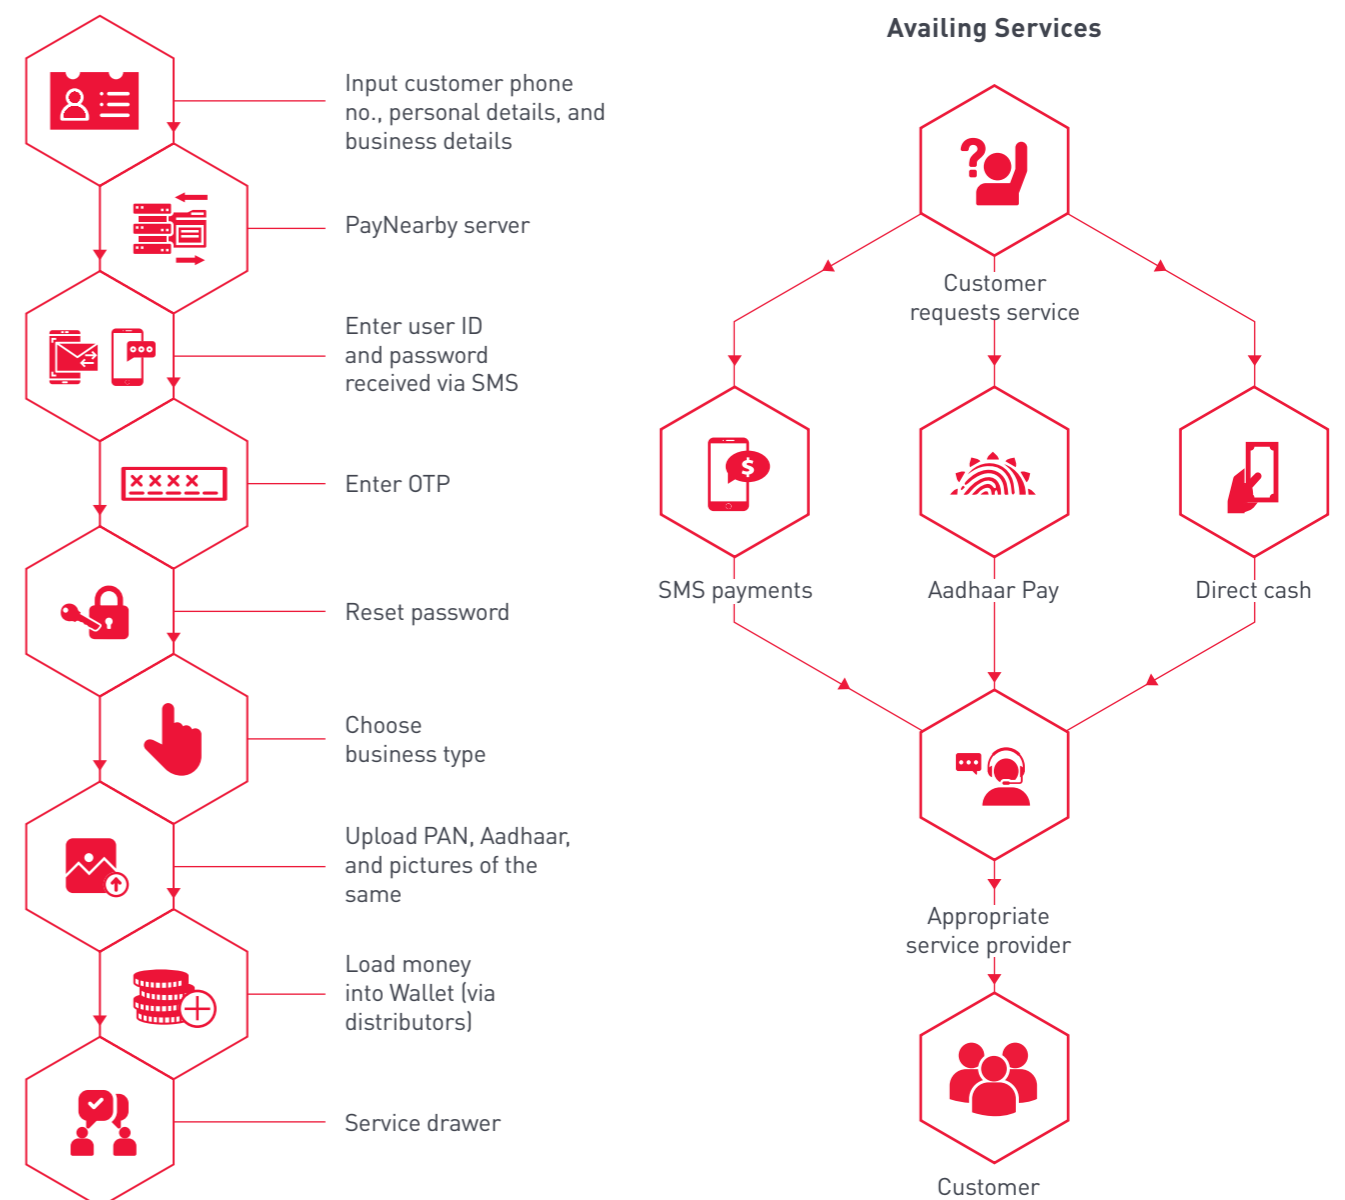 Input customer phone
no., personal details, and
business details
PayNearby server
Enter user ID
and password
received via SMS
Enter OTP
Reset password
Choose
business type
Upload PAN, Aadhaar,
and pictures of the
same
Load money
into Wallet (via
distributors)
Service drawer
Availing Services
Customer
requests service
SMS payments
Aadhaar Pay
Direct cash
Appropriate
service provider
Customer